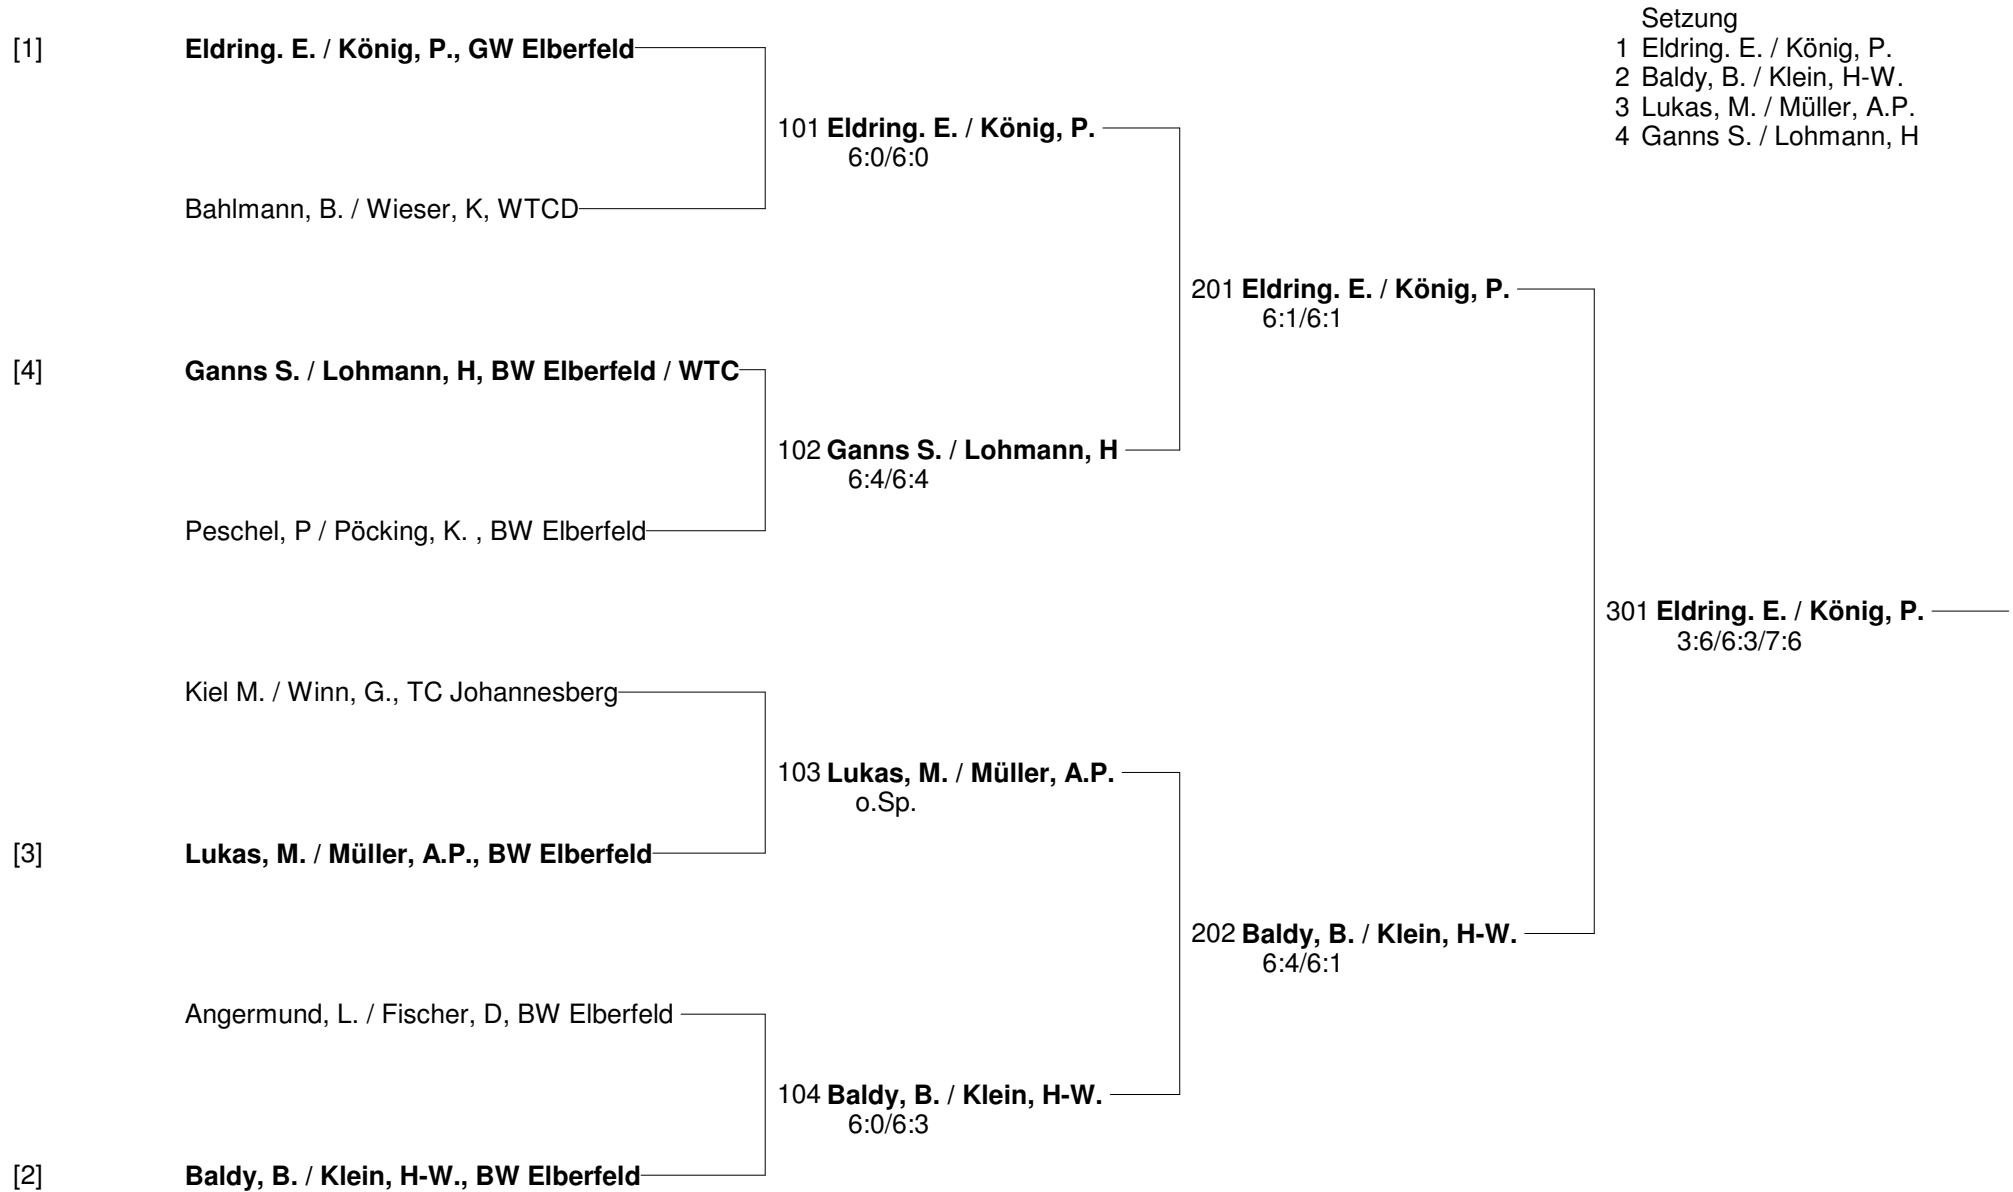 Setzung
[1] Eldring. E. / König, P., GW Elberfeld
1 Eldring. E. / König, P.
2 Baldy, B. / Klein, H-W.
3 Lukas, M. / Müller, A.P.
101 Eldring. E. / König, P.
4 Ganns S. / Lohmann, H
6:0/6:0
Bahlmann, B. / Wieser, K, WTCD
201 Eldring. E. / König, P.
6:1/6:1
[4] Ganns S. / Lohmann, H, BW Elberfeld / WTC
102 Ganns S. / Lohmann, H
6:4/6:4
Peschel, P / Pöcking, K. , BW Elberfeld
301 Eldring. E. / König, P.
3:6/6:3/7:6
Kiel M. / Winn, G., TC Johannesberg
103 Lukas, M. / Müller, A.P.
o.Sp.
[3] Lukas, M. / Müller, A.P., BW Elberfeld
202 Baldy, B. / Klein, H-W.
6:4/6:1
Angermund, L. / Fischer, D, BW Elberfeld
104 Baldy, B. / Klein, H-W.
6:0/6:3
[2] Baldy, B. / Klein, H-W., BW Elberfeld